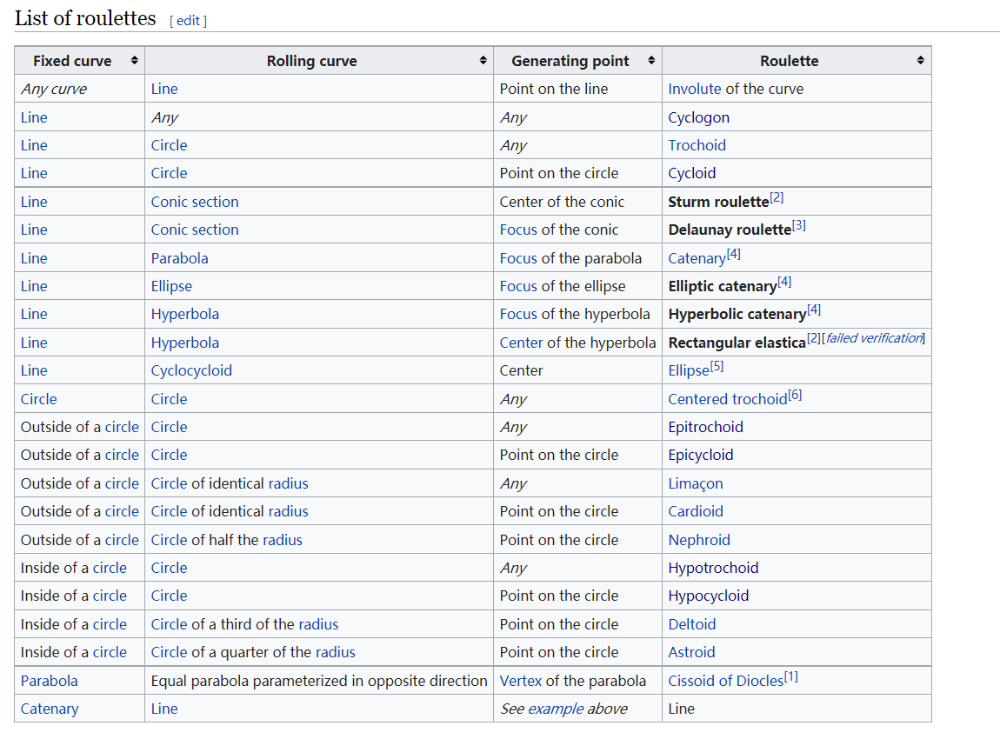 List of roulettes [ edit ]
Fixed curve Rolling curve Generating point Roulette
Any curve Line Point on the line Involute of the curve
Line Any Any Cyclogon
Line Circle Any Trochoid
Line Circle Point on the circle Cycloid
Line Conic section Center of the conic Sturm roulette[2]
Line Conic section Focus of the conic Delaunay roulette[3]
Line Parabola Focus of the parabola Catenary[4]
Line Ellipse Focus of the ellipse Elliptic catenary[4]
Line Hyperbola Focus of the hyperbola Hyperbolic catenary[4]
Line Hyperbola Center of the hyperbola Rectangular elastica[2][failed verification]
Line Cyclocycloid Center Ellipse[5]
Circle Circle Any Centered trochoid[6]
Outside of a circle Circle Any Epitrochoid
Outside of a circle Circle Point on the circle Epicycloid
Outside of a circle Circle of identical radius Any Limaçon
Outside of a circle Circle of identical radius Point on the circle Cardioid
Outside of a circle Circle of half the radius Point on the circle Nephroid
Inside of a circle Circle Any Hypotrochoid
Inside of a circle Circle Point on the circle Hypocycloid
Inside of a circle Circle of a third of the radius Point on the circle Deltoid
Inside of a circle Circle of a quarter of the radius Point on the circle Astroid
Parabola Equal parabola parameterized in opposite direction Vertex of the parabola Cissoid of Diocles[1]
Catenary Line See example above Line